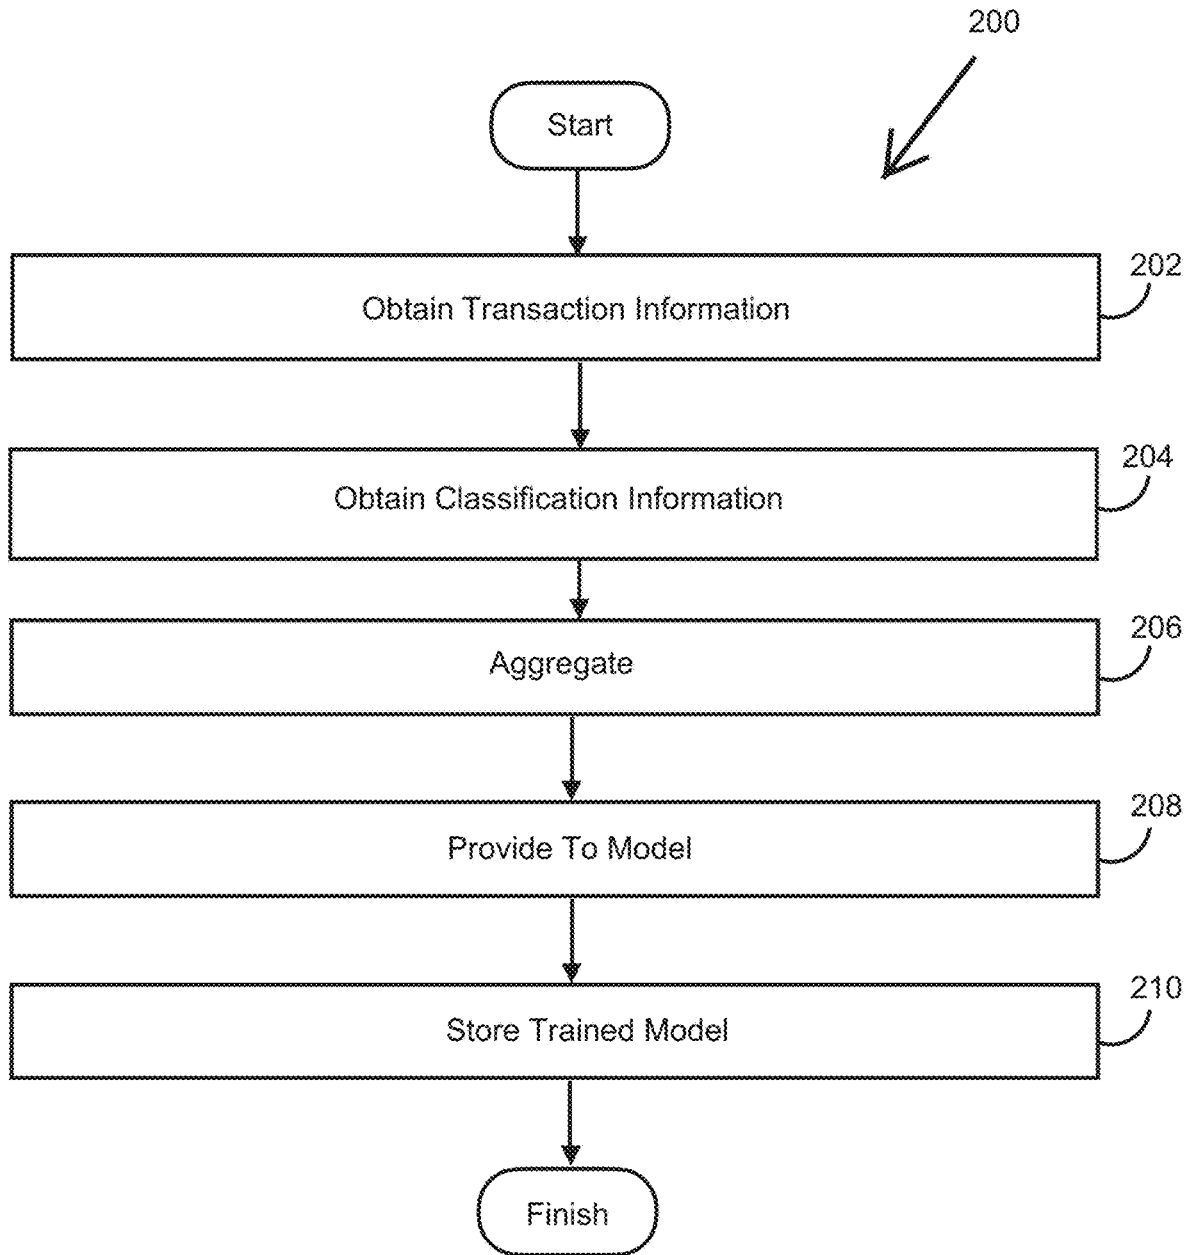 200
Start
202
Obtain Transaction Information
204
Obtain Classification Information
206
Aggregate
208
Provide To Model
210
Store Trained Model
Finish